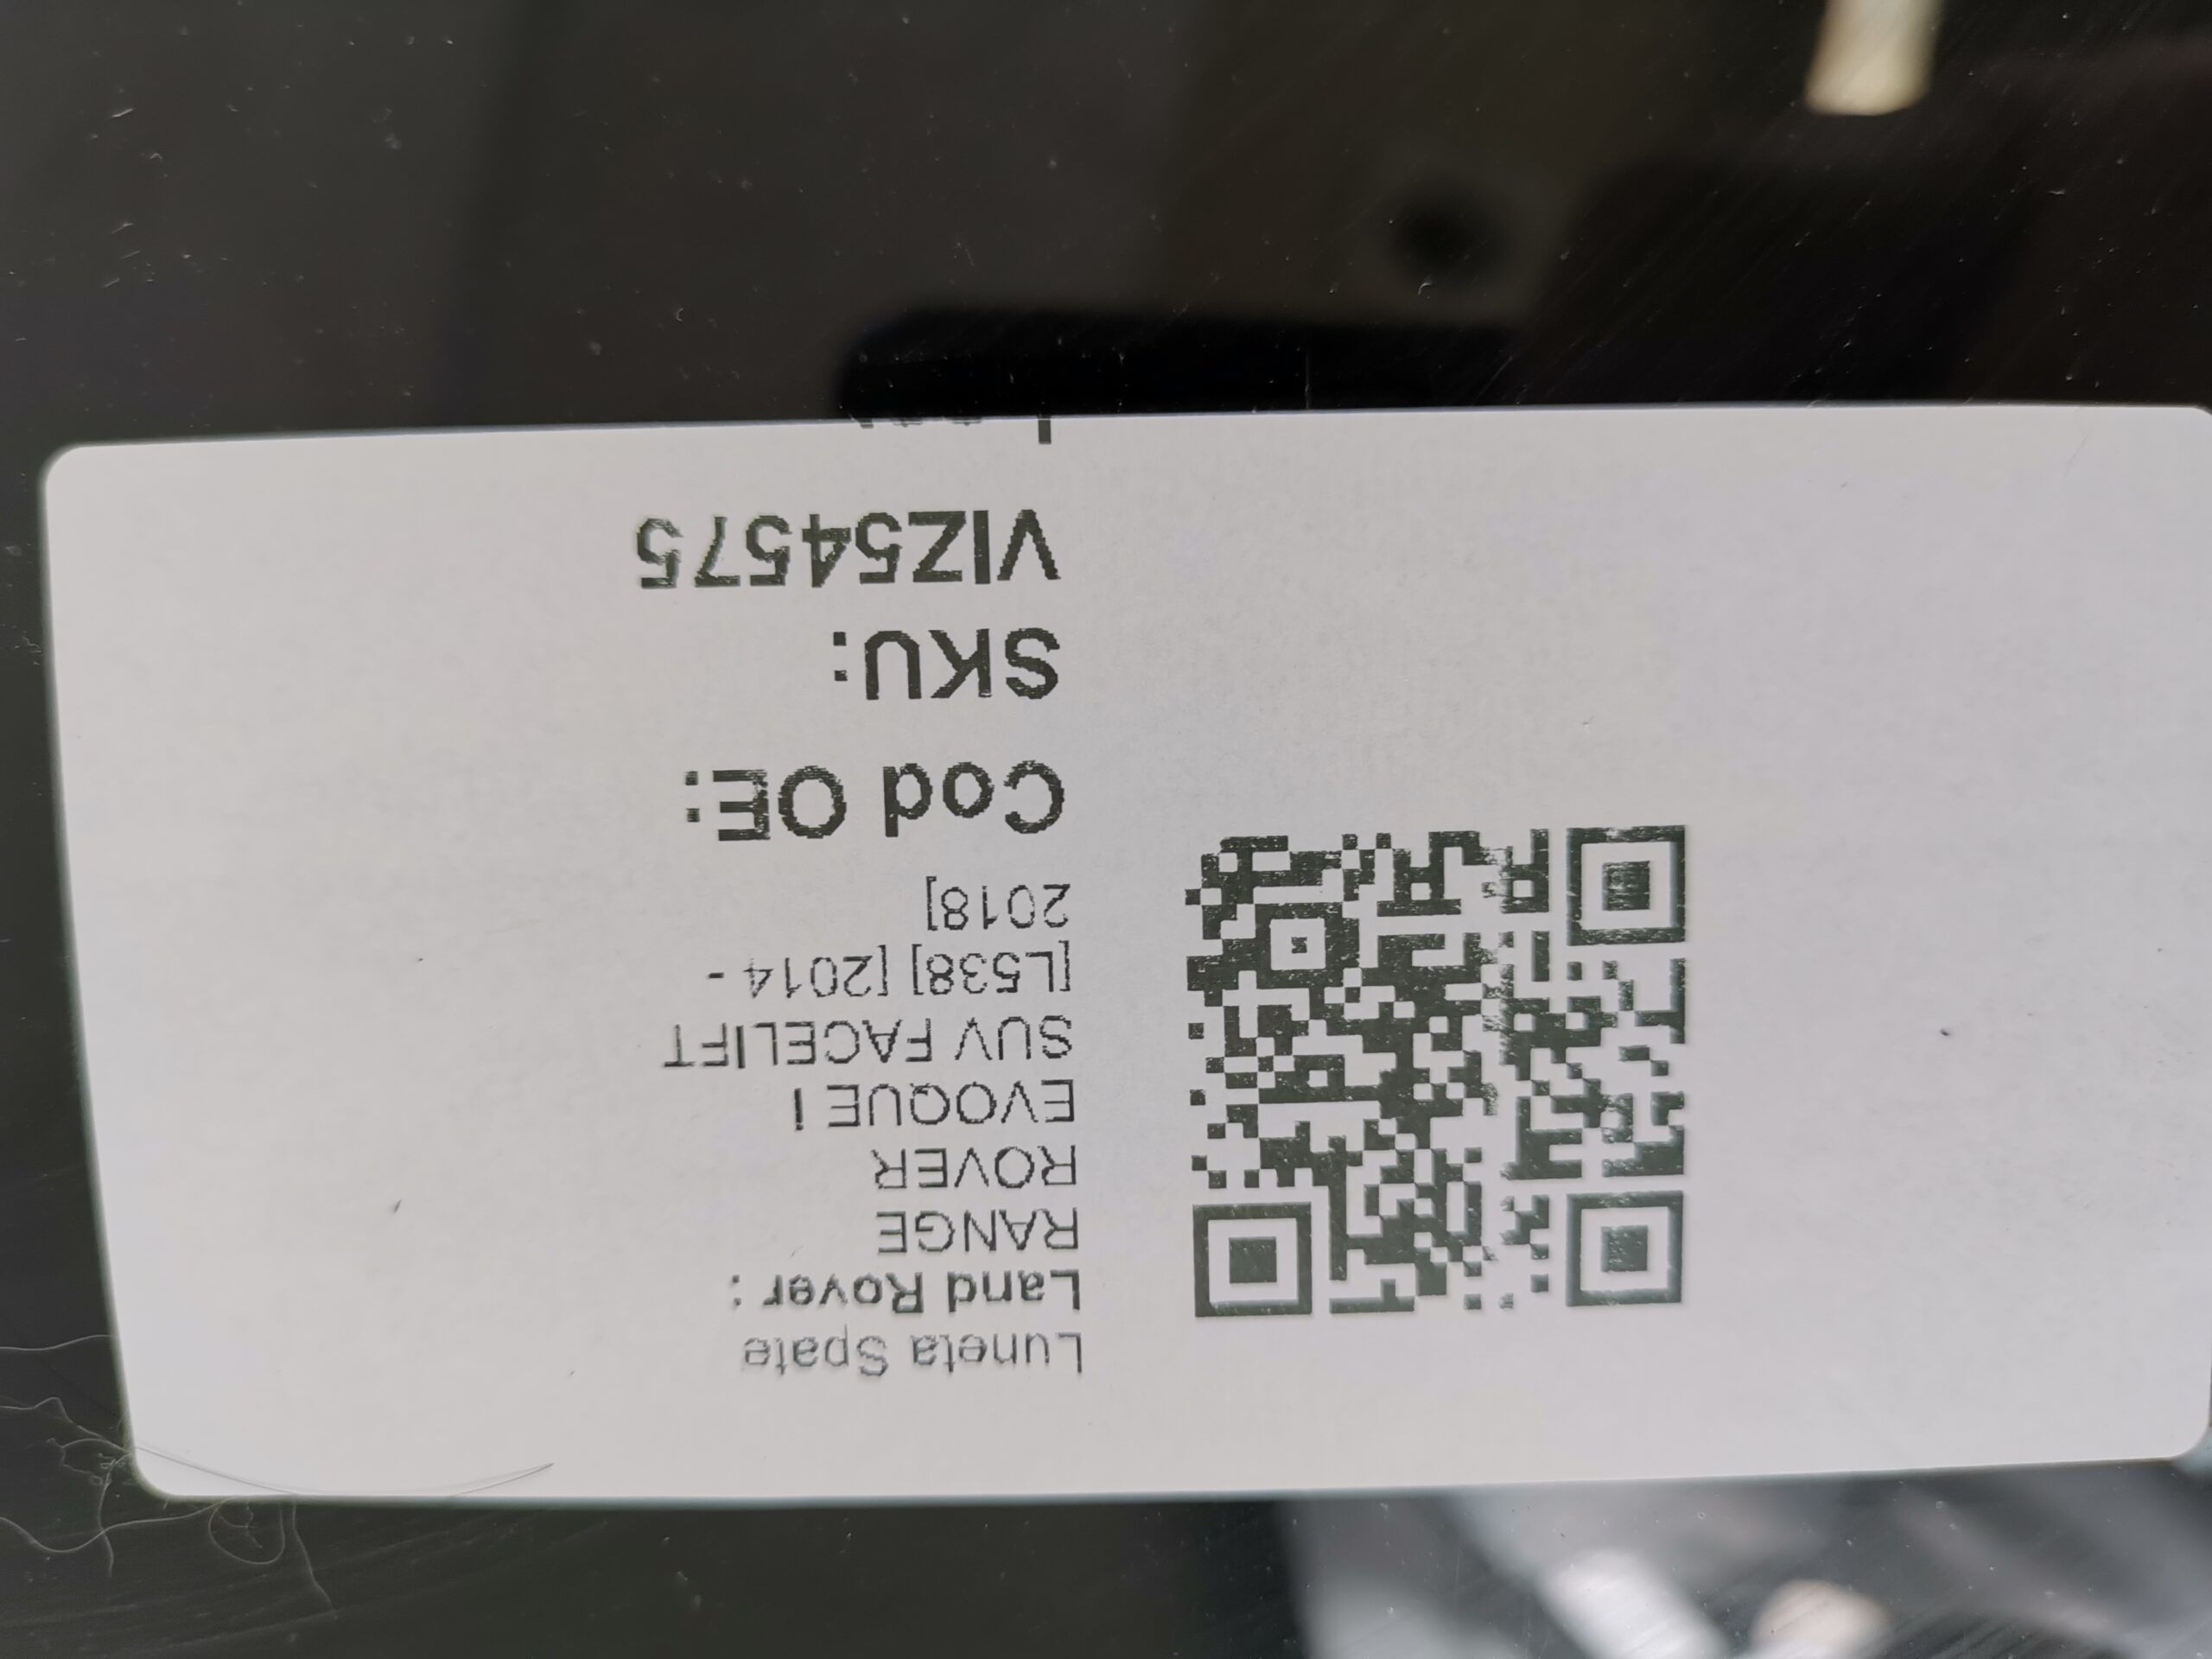 Luneta Spate
Land Rover :
RANGE
ROVER
EVOQUE I
SUV FACELIFT
[L538] [2014 -
2018]
Cod OE:
SKU:
VIZ54575